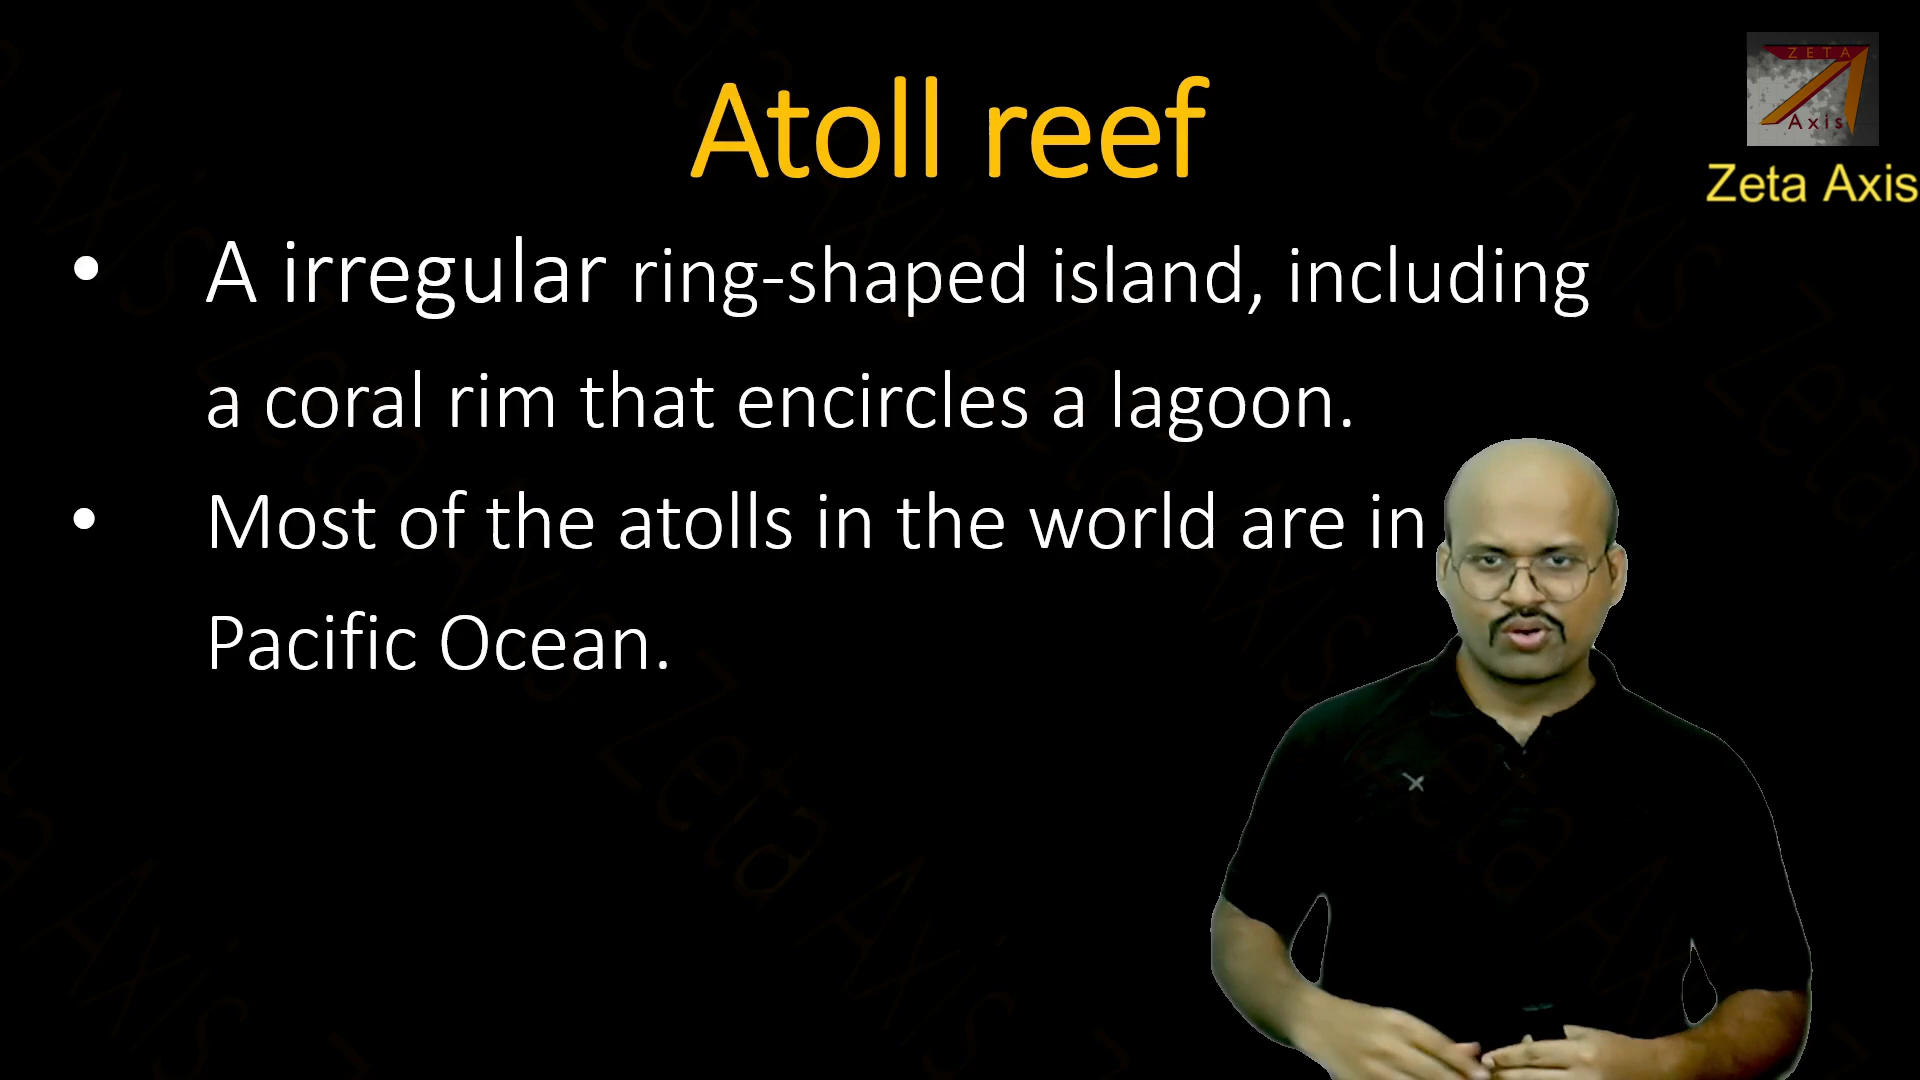 Atoll reef
ZETA
Axis
Zeta Axis
• A irregular ring-shaped island, including
a coral rim that encircles a lagoon.
• Most of the atolls in the world are in
Pacific Ocean.